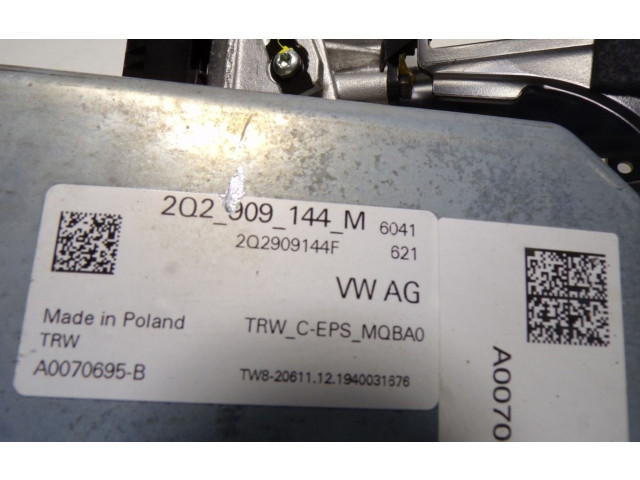 2Q2_909_144_M 6041
2Q2909144F 621
VW AG
Made in Poland TRW_C-EPS_MQBA0
TRW
A0070695-B TW8-20611.12.1940031676
A0070